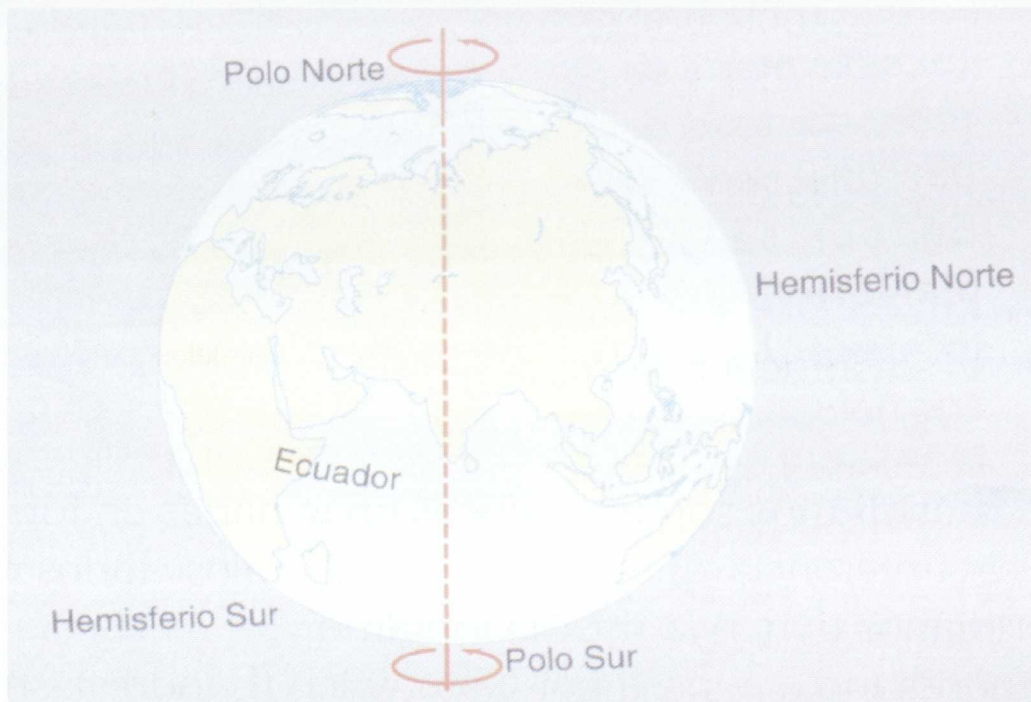 Polo Norte
Hemisferio Norte
Ecuador
Hemisferio Sur
Polo Sur